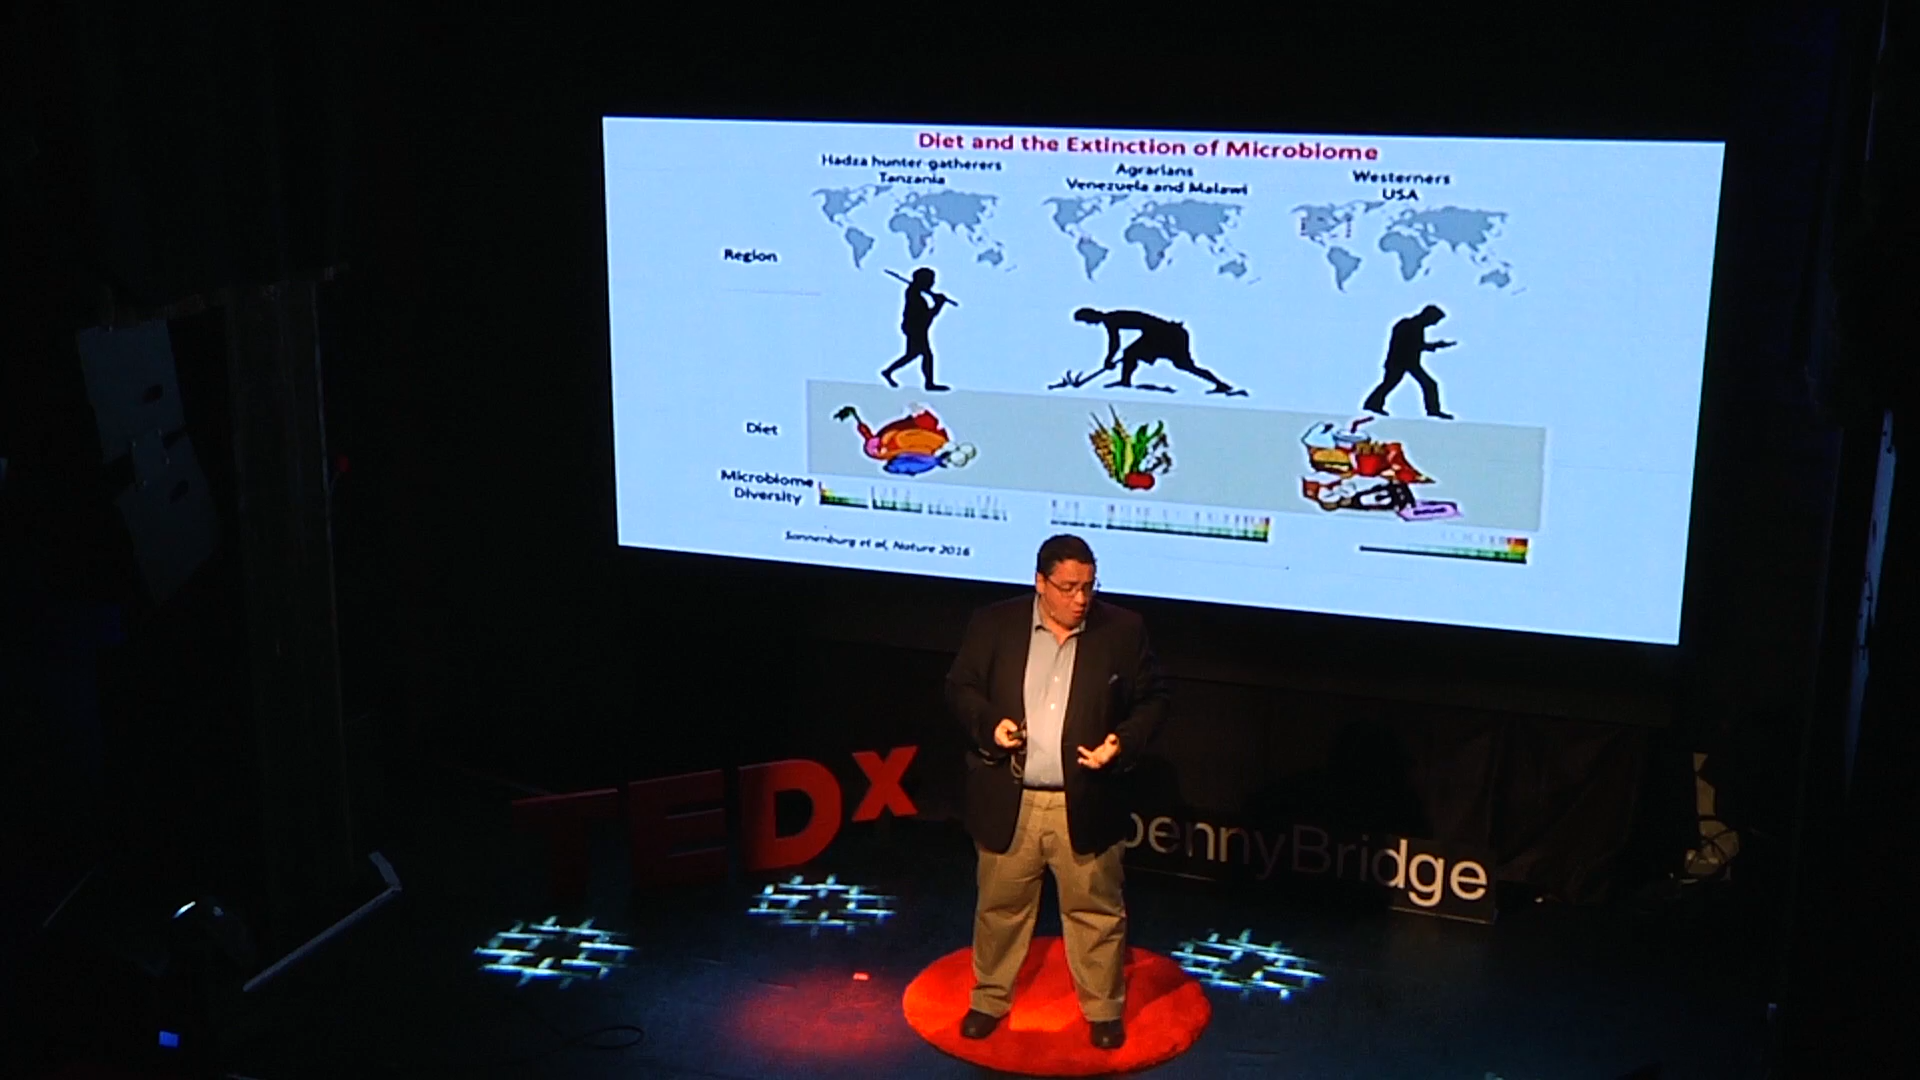 Diet and the Extinction of Microbiome
Hadza hunter-gatherers
Tanzania
Agrarians
Venezuela and Malawi
Westerners
USA
Region
Diet
Microbiome
Diversity
Sonnenburg et al, Nature 2016
TEDx
pennyBridge